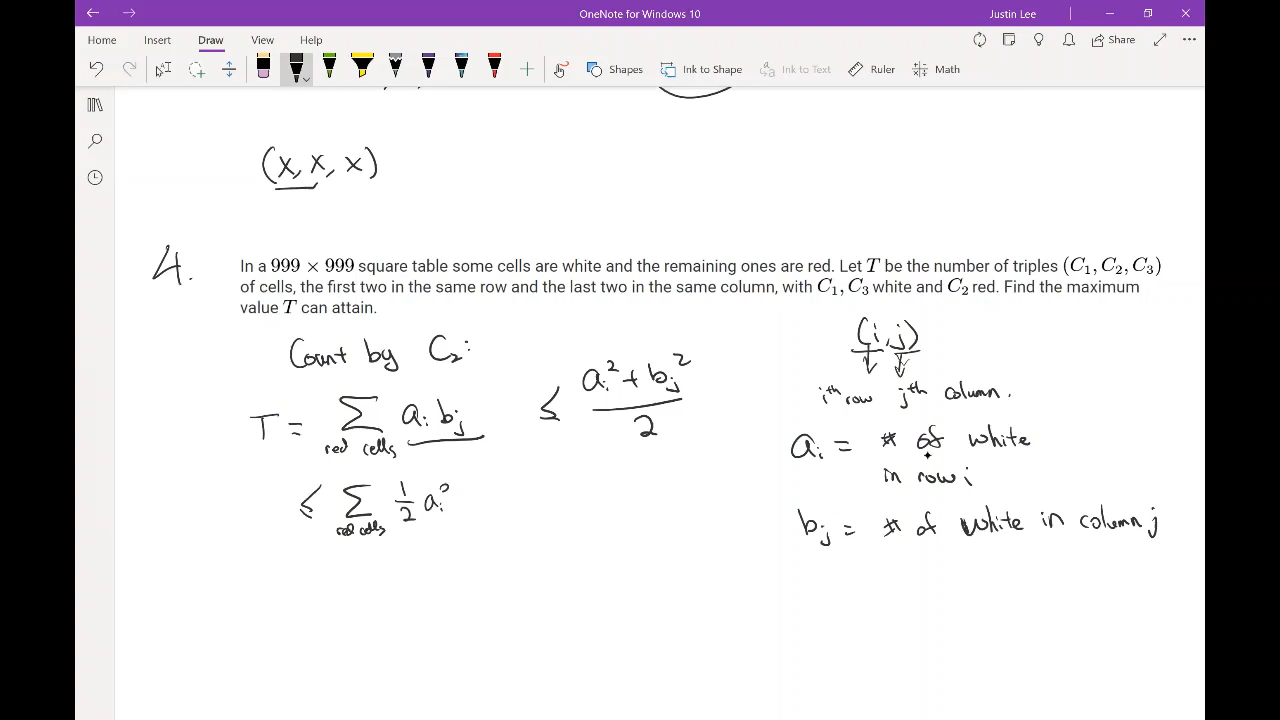 OneNote for Windows 10
Justin Lee
Home Insert Draw View Help
Share
Shapes Ink to Shape Ink to Text Ruler Math
(x, x, x)
4.
In a 999 × 999 square table some cells are white and the remaining ones are red. Let T be the number of triples (C₁, C₂, C₃)
of cells, the first two in the same row and the last two in the same column, with C₁, C₃ white and C₂ red. Find the maximum
value T can attain.
Count by C₂:
T = ∑ aᵢ bⱼ ≤ (aᵢ² + bⱼ²)/2
red cells
≤ ∑ 1/2 aᵢ²
red cells
(i, j)
iᵗʰ row jᵗʰ column.
aᵢ = # of white
in row i
bⱼ = # of white in column j